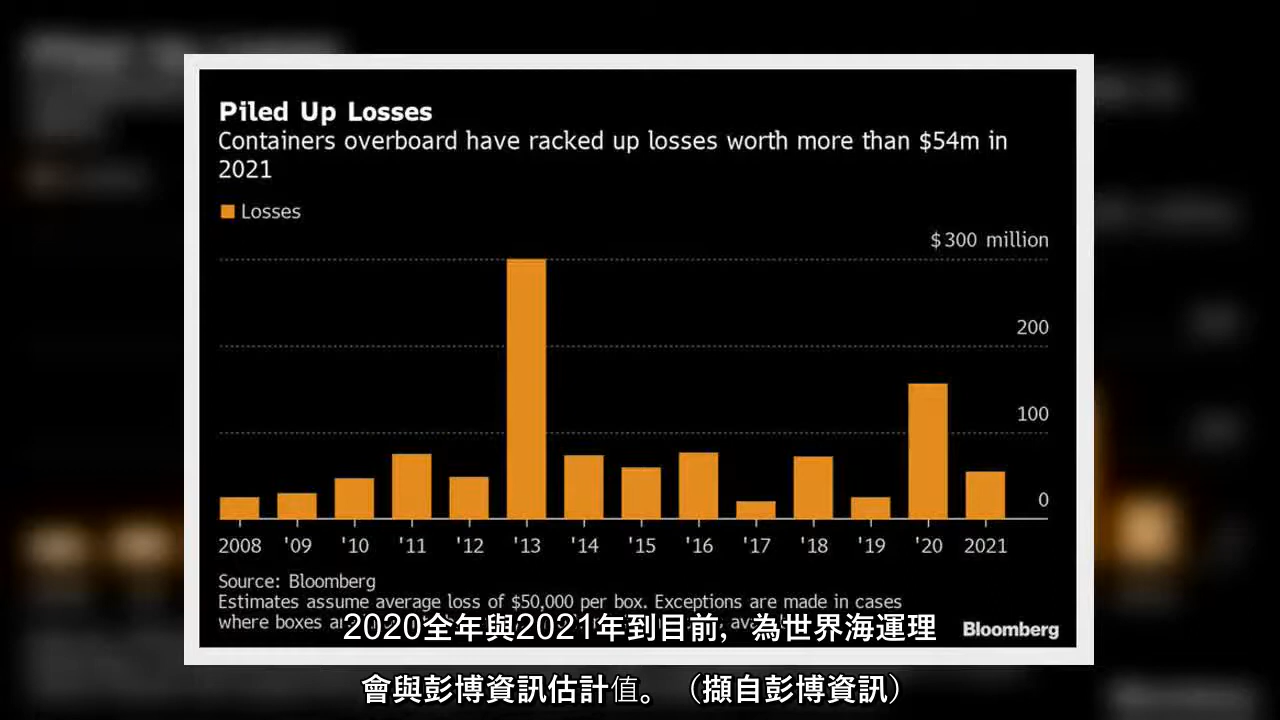 Piled Up Losses
Containers overboard have racked up losses worth more than $54m in
2021
Losses
$300 million
200
100
0
2008 '09 '10 '11 '12 '13 '14 '15 '16 '17 '18 '19 '20 2021
Source: Bloomberg
Estimates assume average loss of $50,000 per box. Exceptions are made in cases
where boxes
2020全年與2021年到目前，為世界海運理
Bloomberg
會與彭博資訊估計值。（擷自彭博資訊）